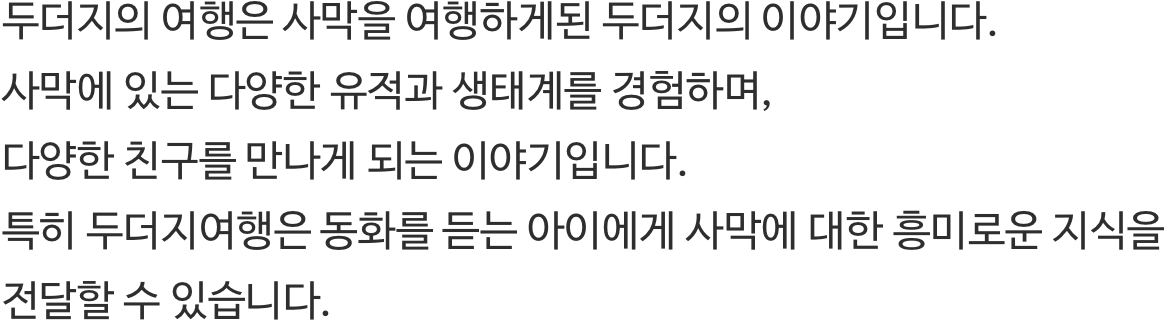 두더지의 여행은 사막을 여행하게된 두더지의 이야기입니다.
사막에 있는 다양한 유적과 생태계를 경험하며,
다양한 친구를 만나게 되는 이야기입니다.
특히 두더지여행은 동화를 듣는 아이에게 사막에 대한 흥미로운 지식을
전달할 수 있습니다.